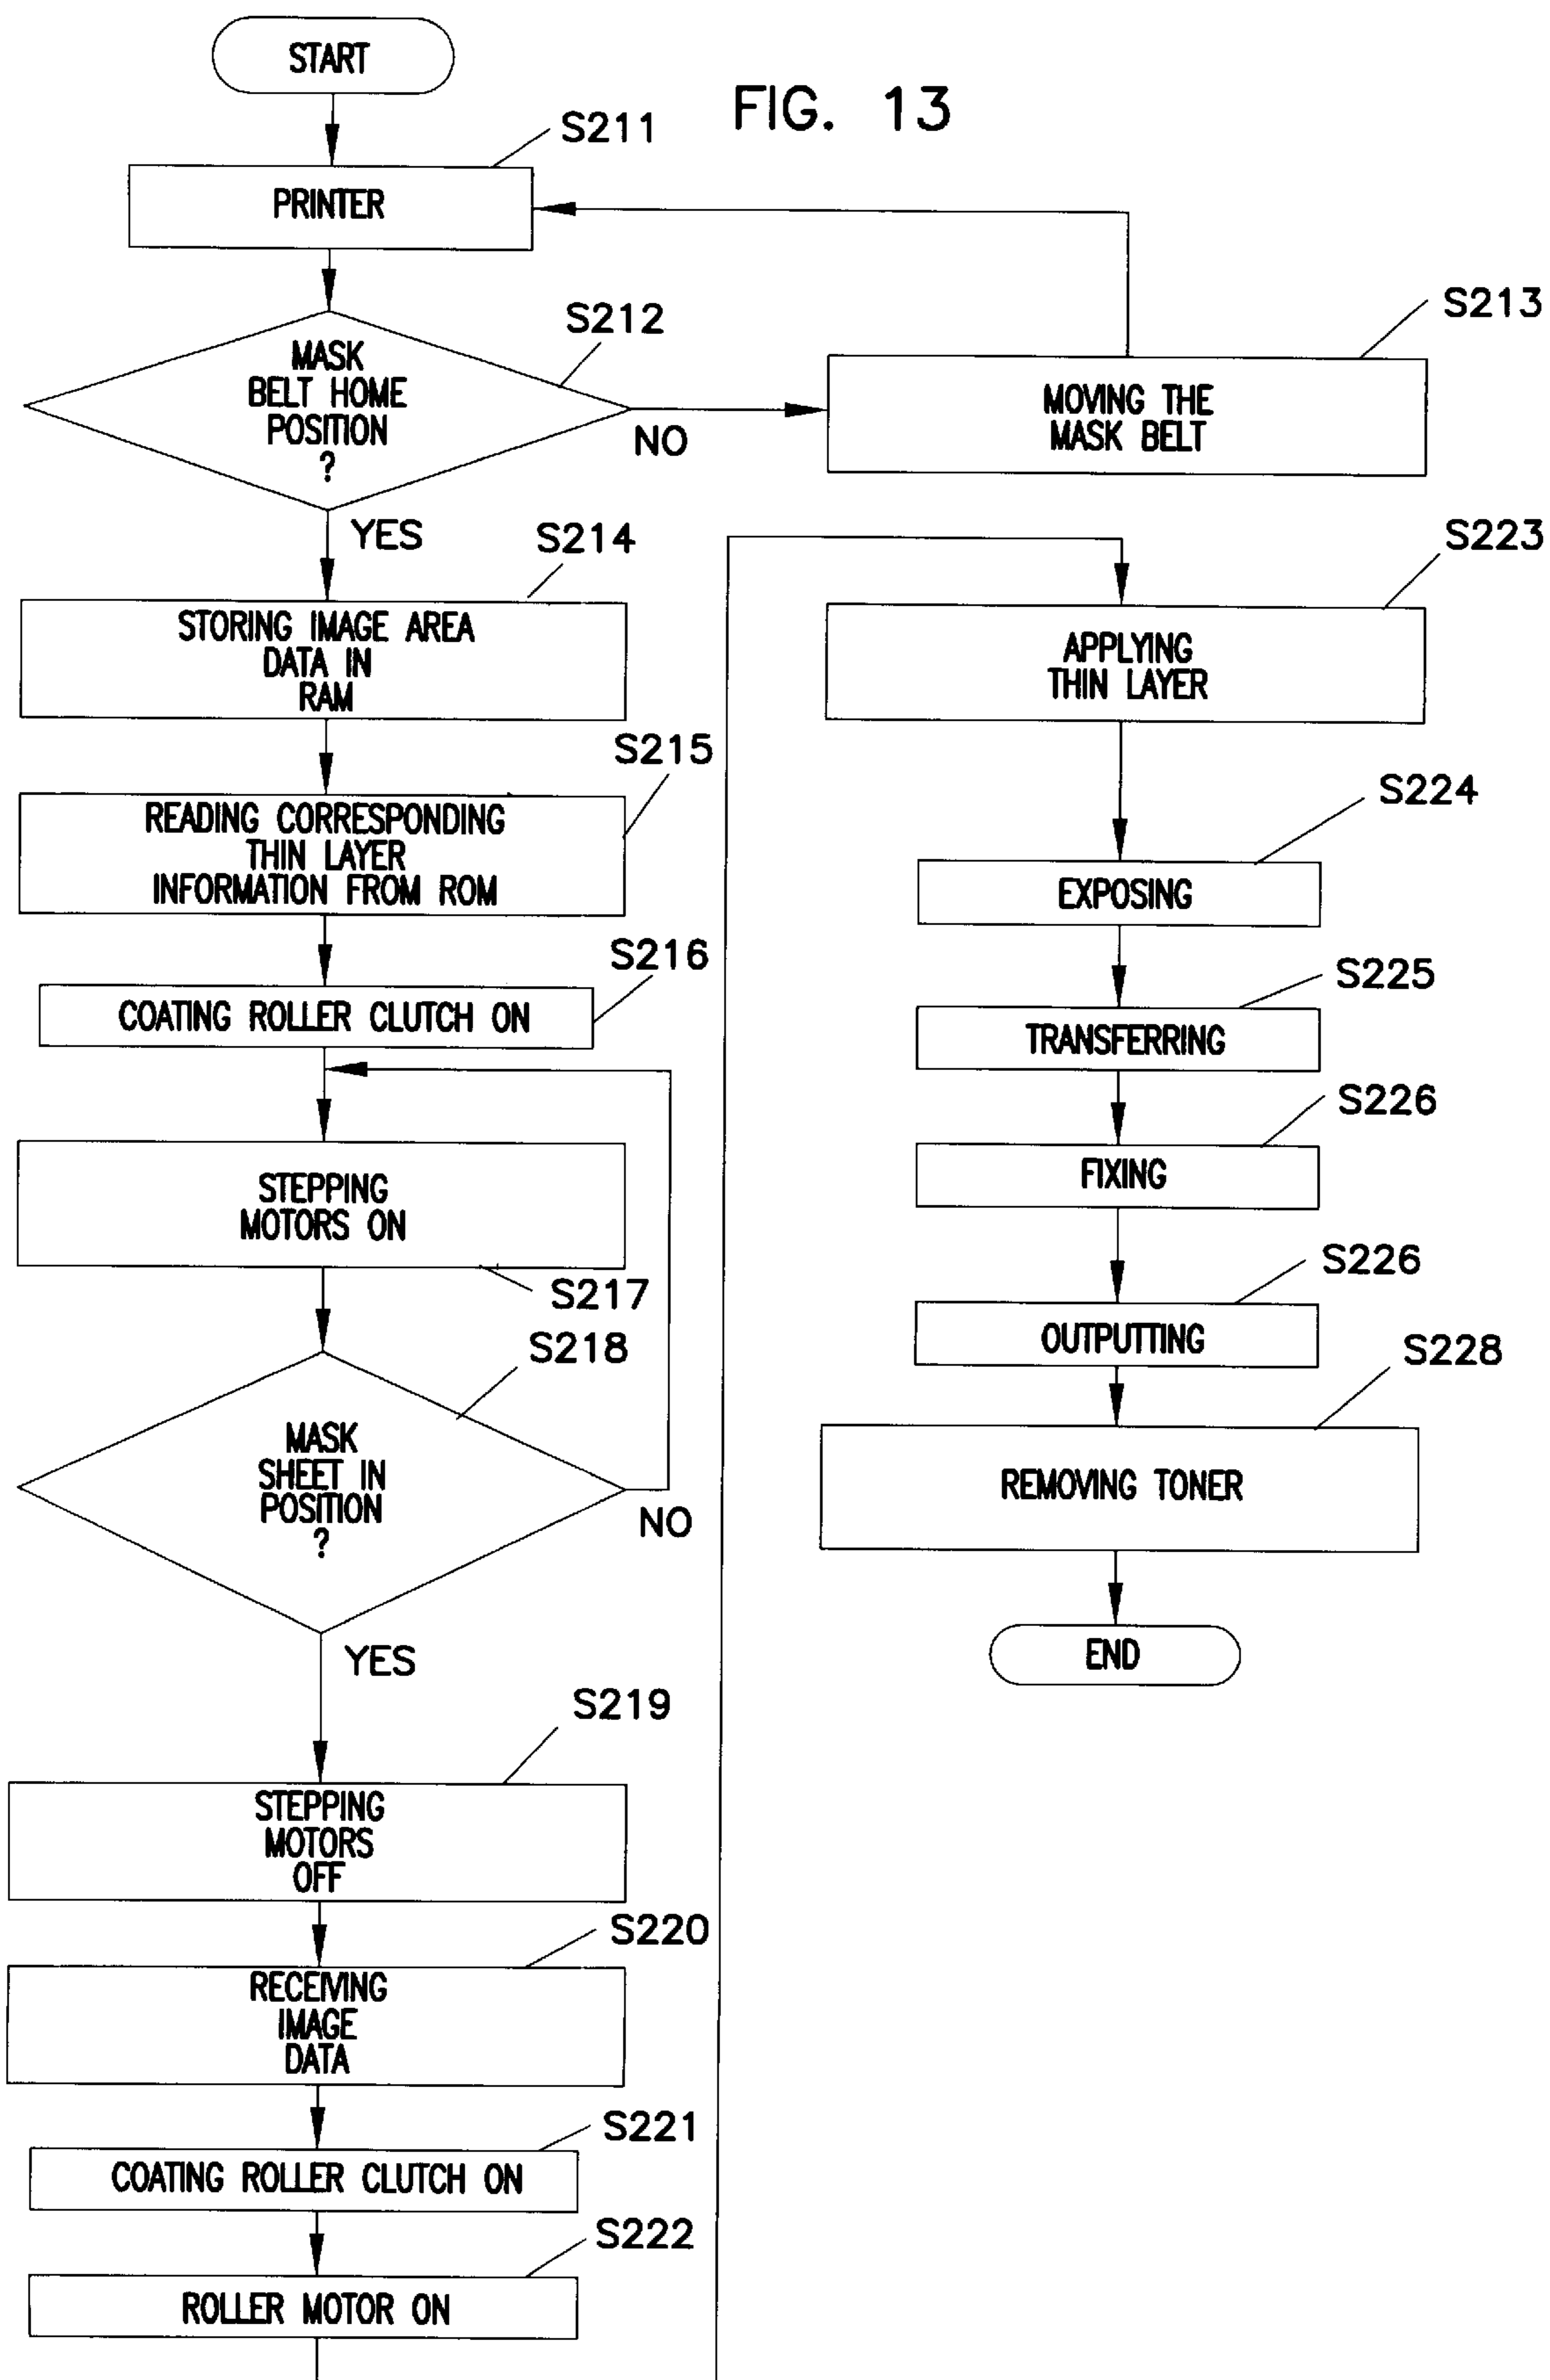 START
FIG. 13
S211
PRINTER
S212
MASK
BELT HOME
POSITION
?
NO
S213
MOVING THE
MASK BELT
YES
S214
STORING IMAGE AREA
DATA IN
RAM
S215
READING CORRESPONDING
THIN LAYER
INFORMATION FROM ROM
S216
COATING ROLLER CLUTCH ON
STEPPING
MOTORS ON
S217
S218
MASK
SHEET IN
POSITION
?
NO
YES
S219
STEPPING
MOTORS
OFF
S220
RECEIVING
IMAGE
DATA
S221
COATING ROLLER CLUTCH ON
S222
ROLLER MOTOR ON
S223
APPLYING
THIN LAYER
S224
EXPOSING
S225
TRANSFERRING
S226
FIXING
S226
OUTPUTTING
S228
REMOVING TONER
END